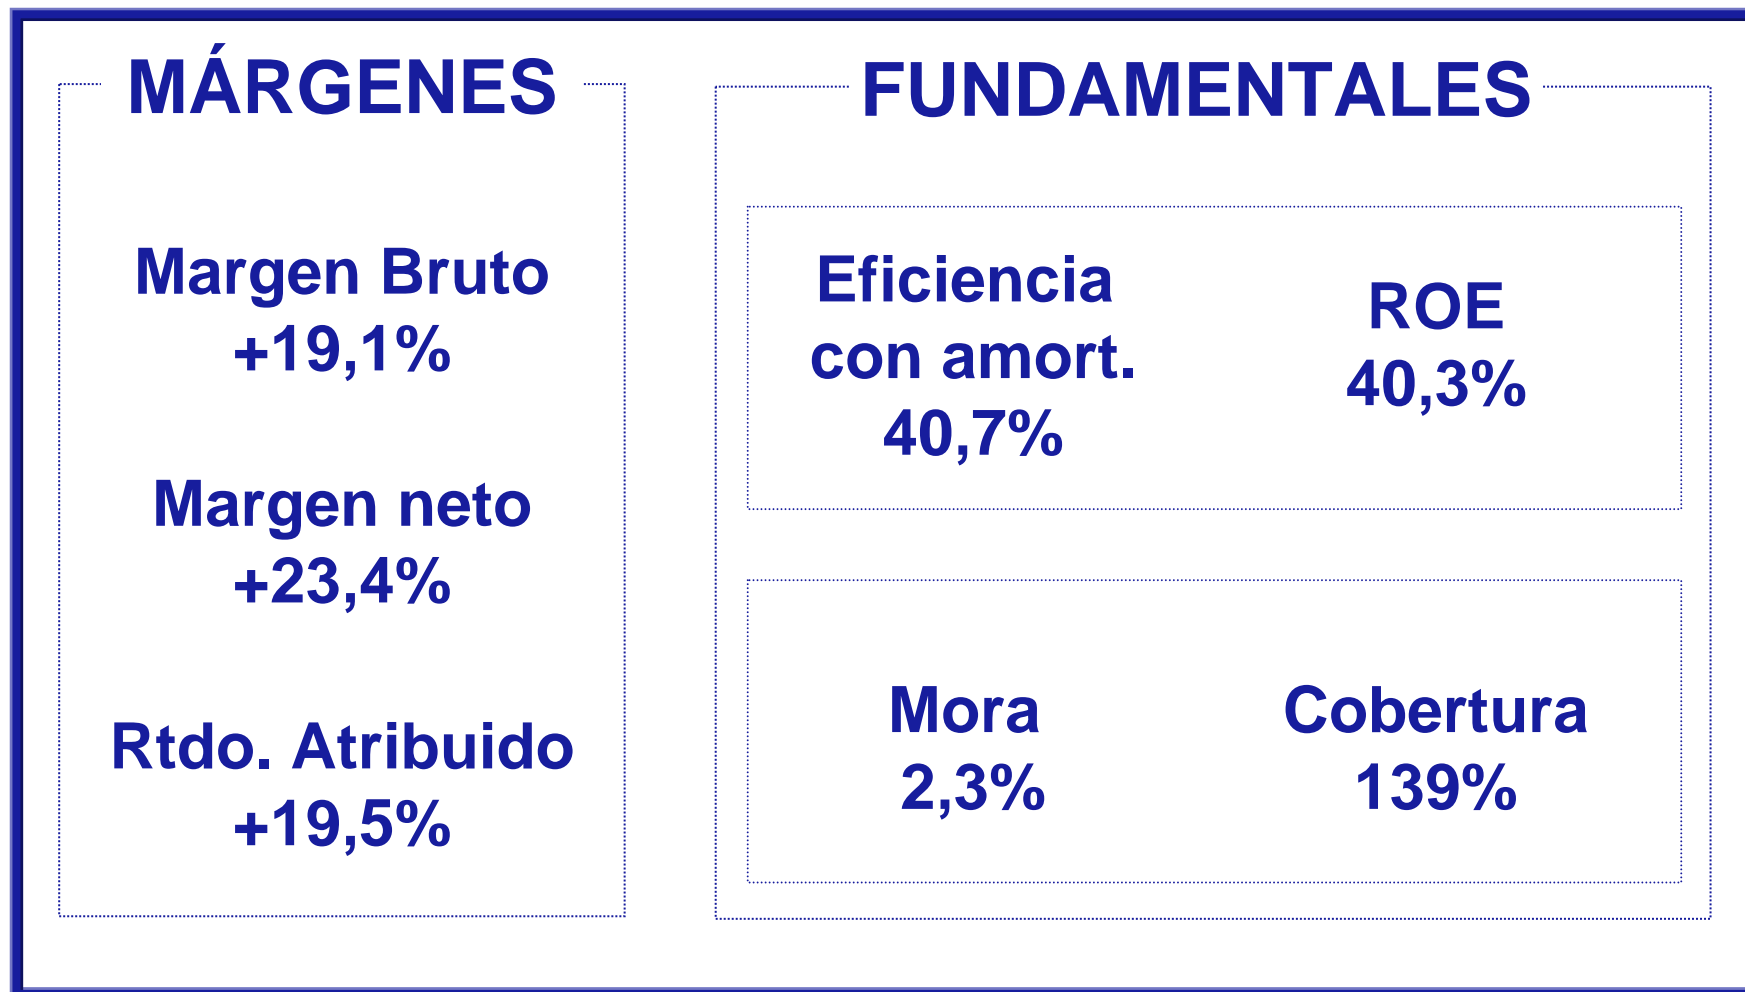 MÁRGENES
Margen Bruto
+19,1%
Margen neto
+23,4%
Rtdo. Atribuido
+19,5%
FUNDAMENTALES
Eficiencia
con amort.
40,7%
ROE
40,3%
Mora
2,3%
Cobertura
139%